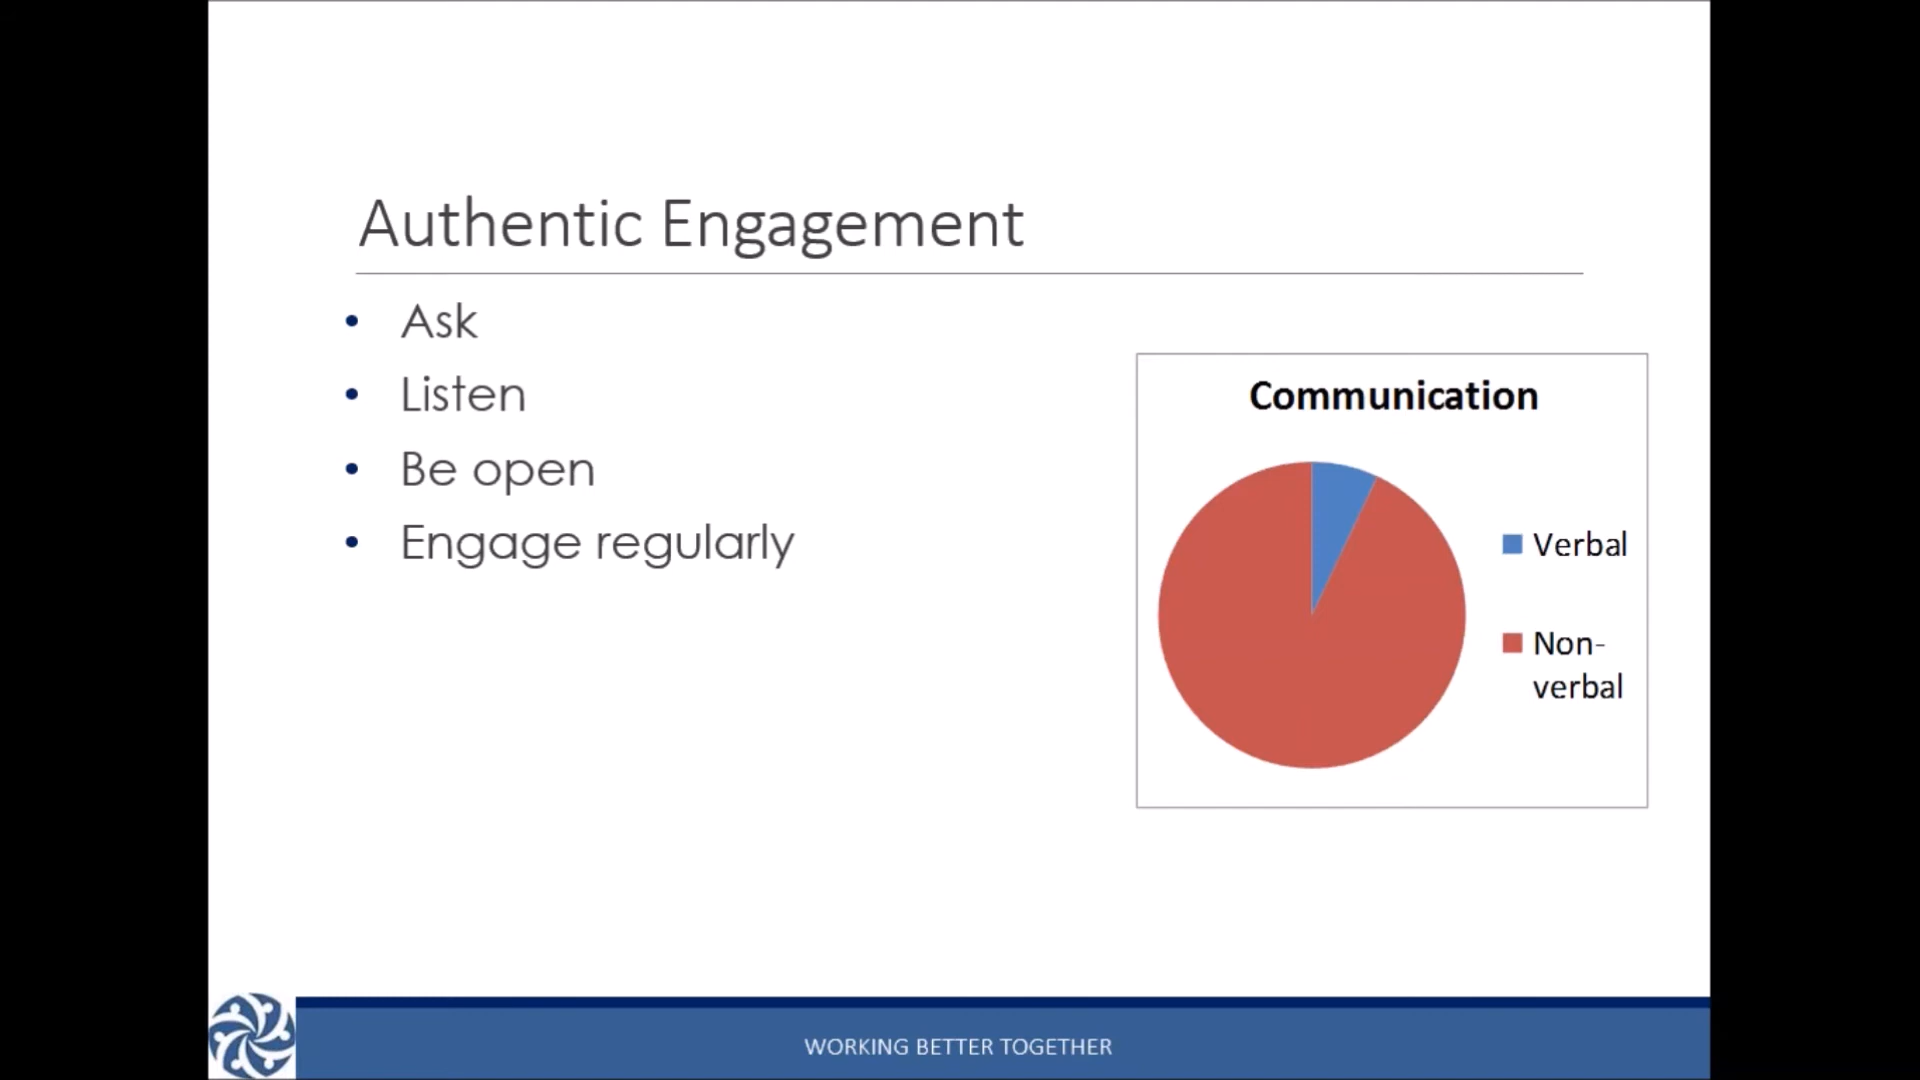 Authentic Engagement
• Ask
• Listen
• Be open
• Engage regularly
Communication
Verbal
Non-
verbal
WORKING BETTER TOGETHER